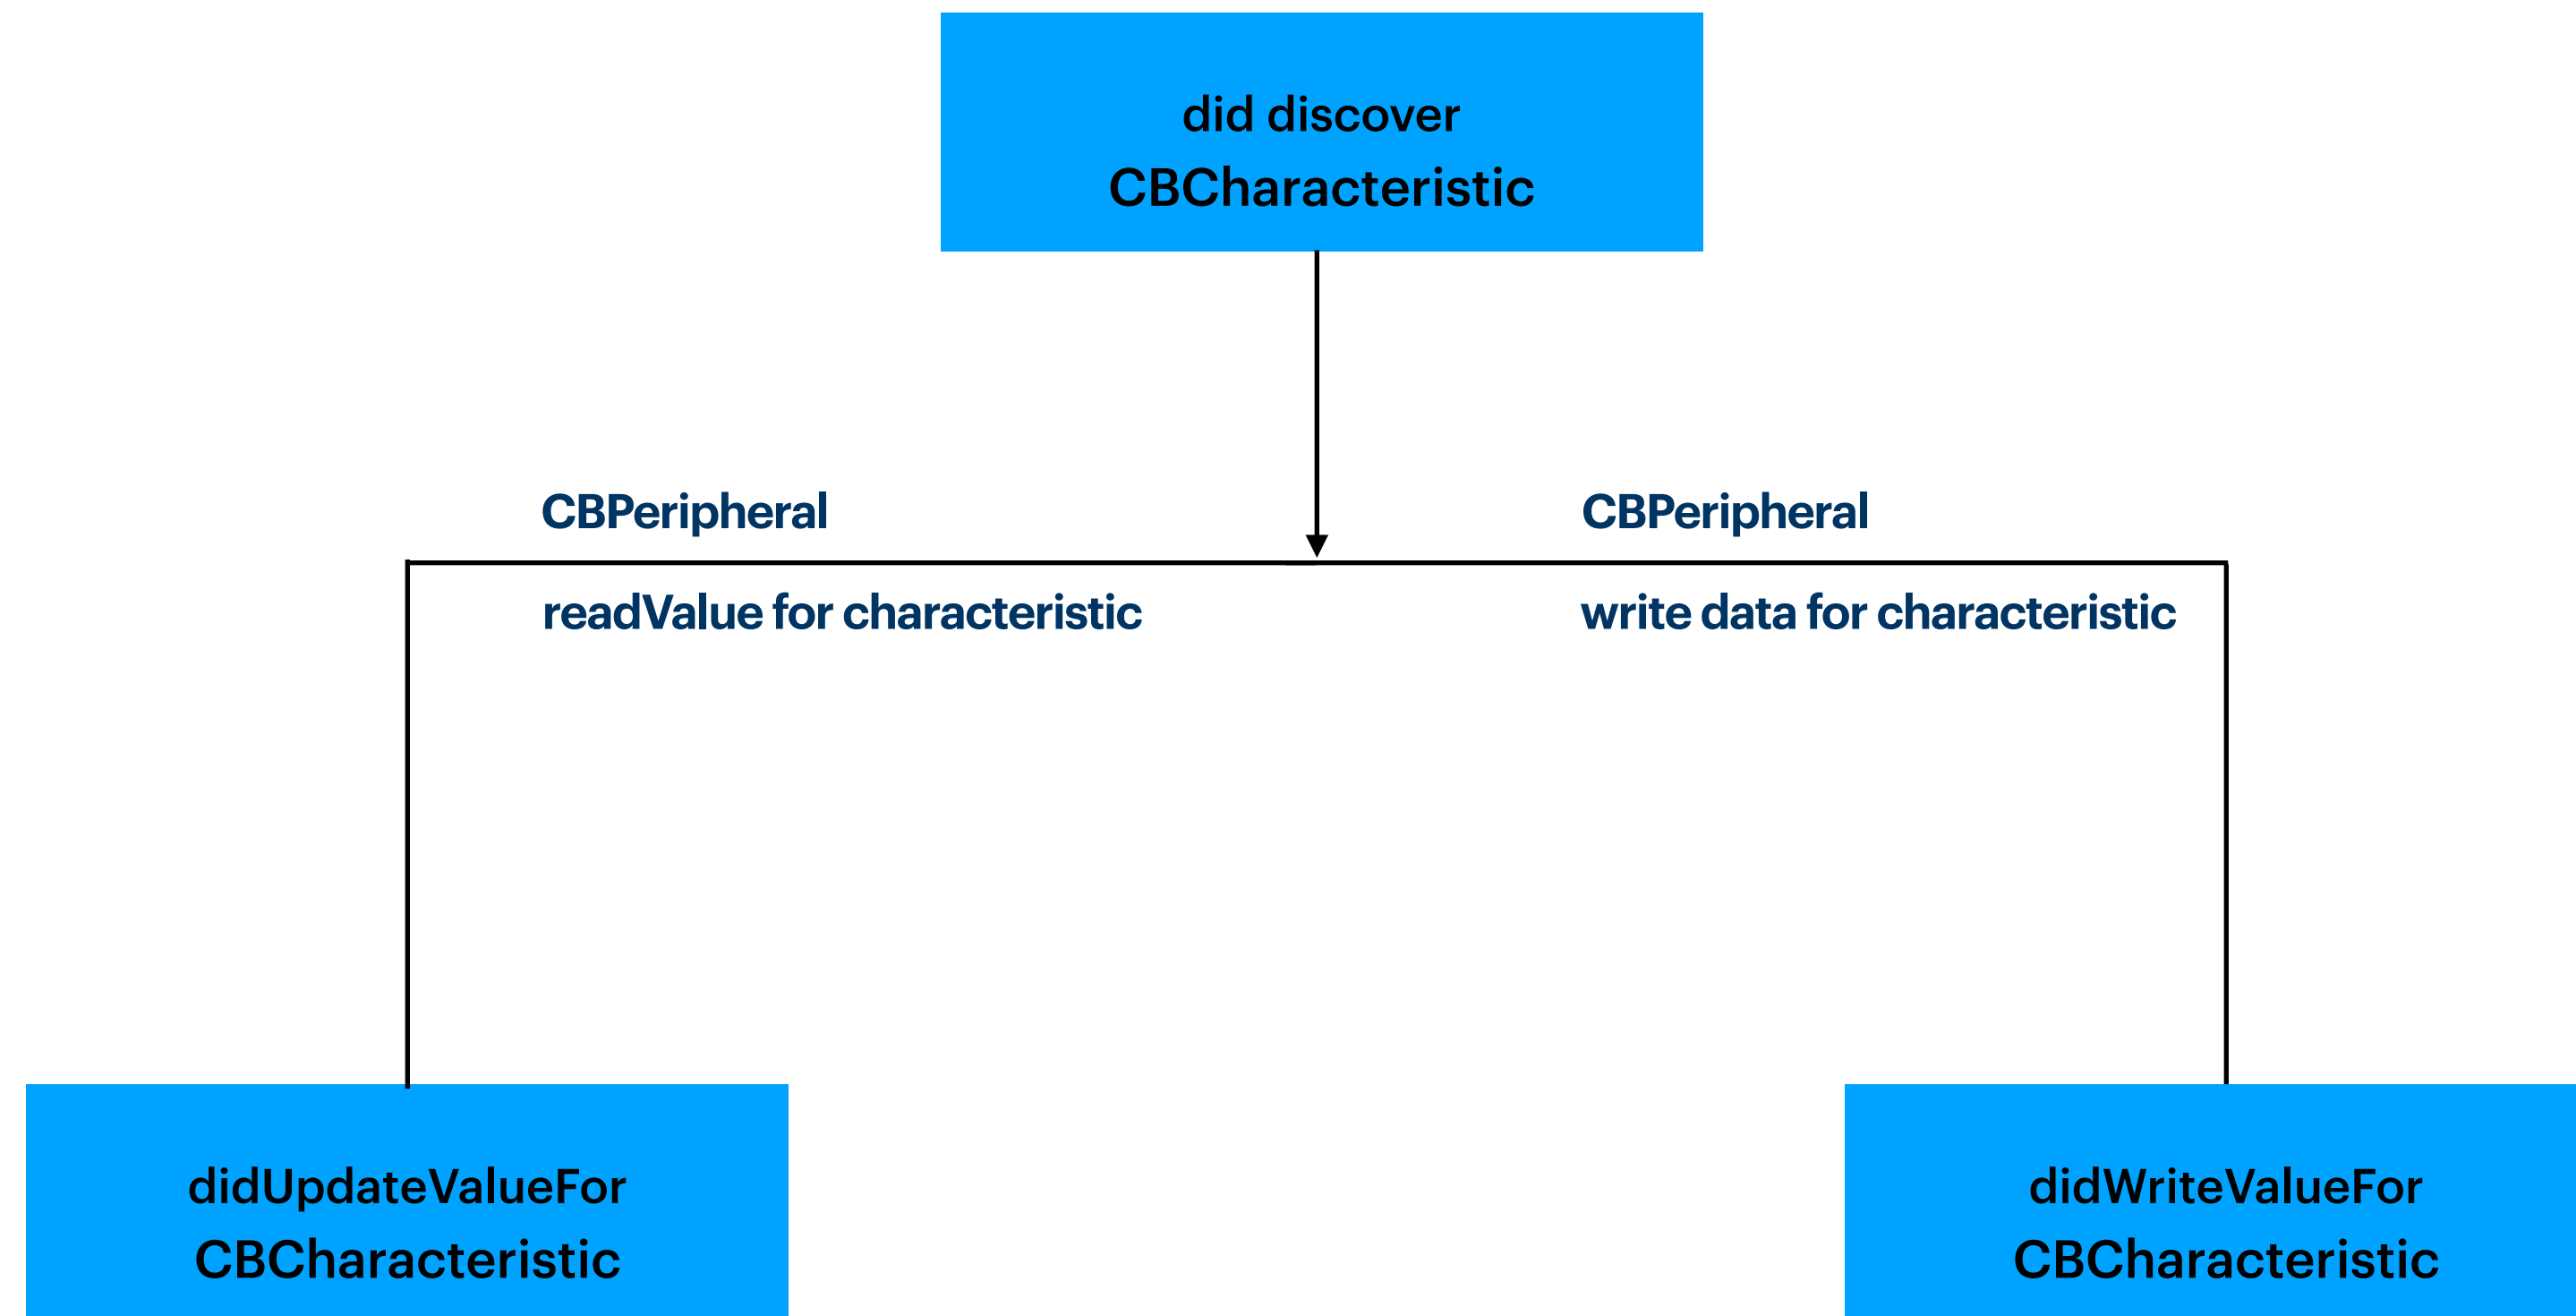 did discover
CBCharacteristic
CBPeripheral
readValue for characteristic
CBPeripheral
write data for characteristic
didUpdateValueFor
CBCharacteristic
didWriteValueFor
CBCharacteristic